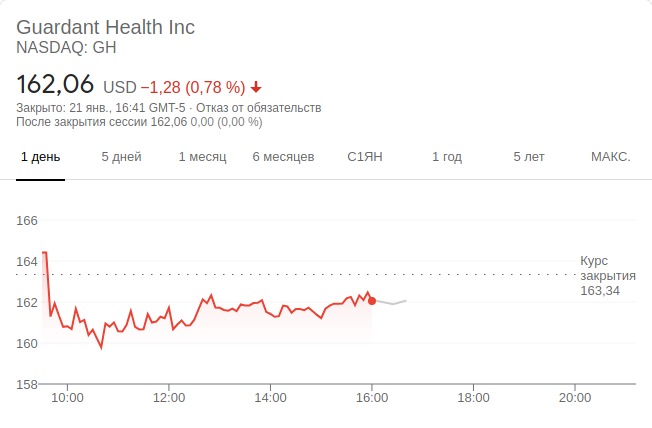 Guardant Health Inc
NASDAQ: GH
162,06 USD −1,28 (0,78 %)
Закрыто: 21 янв., 16:41 GMT-5 · Отказ от обязательств
После закрытия сессии 162,06 0,00 (0,00 %)
1 день 5 дней 1 месяц 6 месяцев С1ЯН 1 год 5 лет МАКС.
166
164
162
160
158
Курс
закрытия
163,34
10:00 12:00 14:00 16:00 18:00 20:00